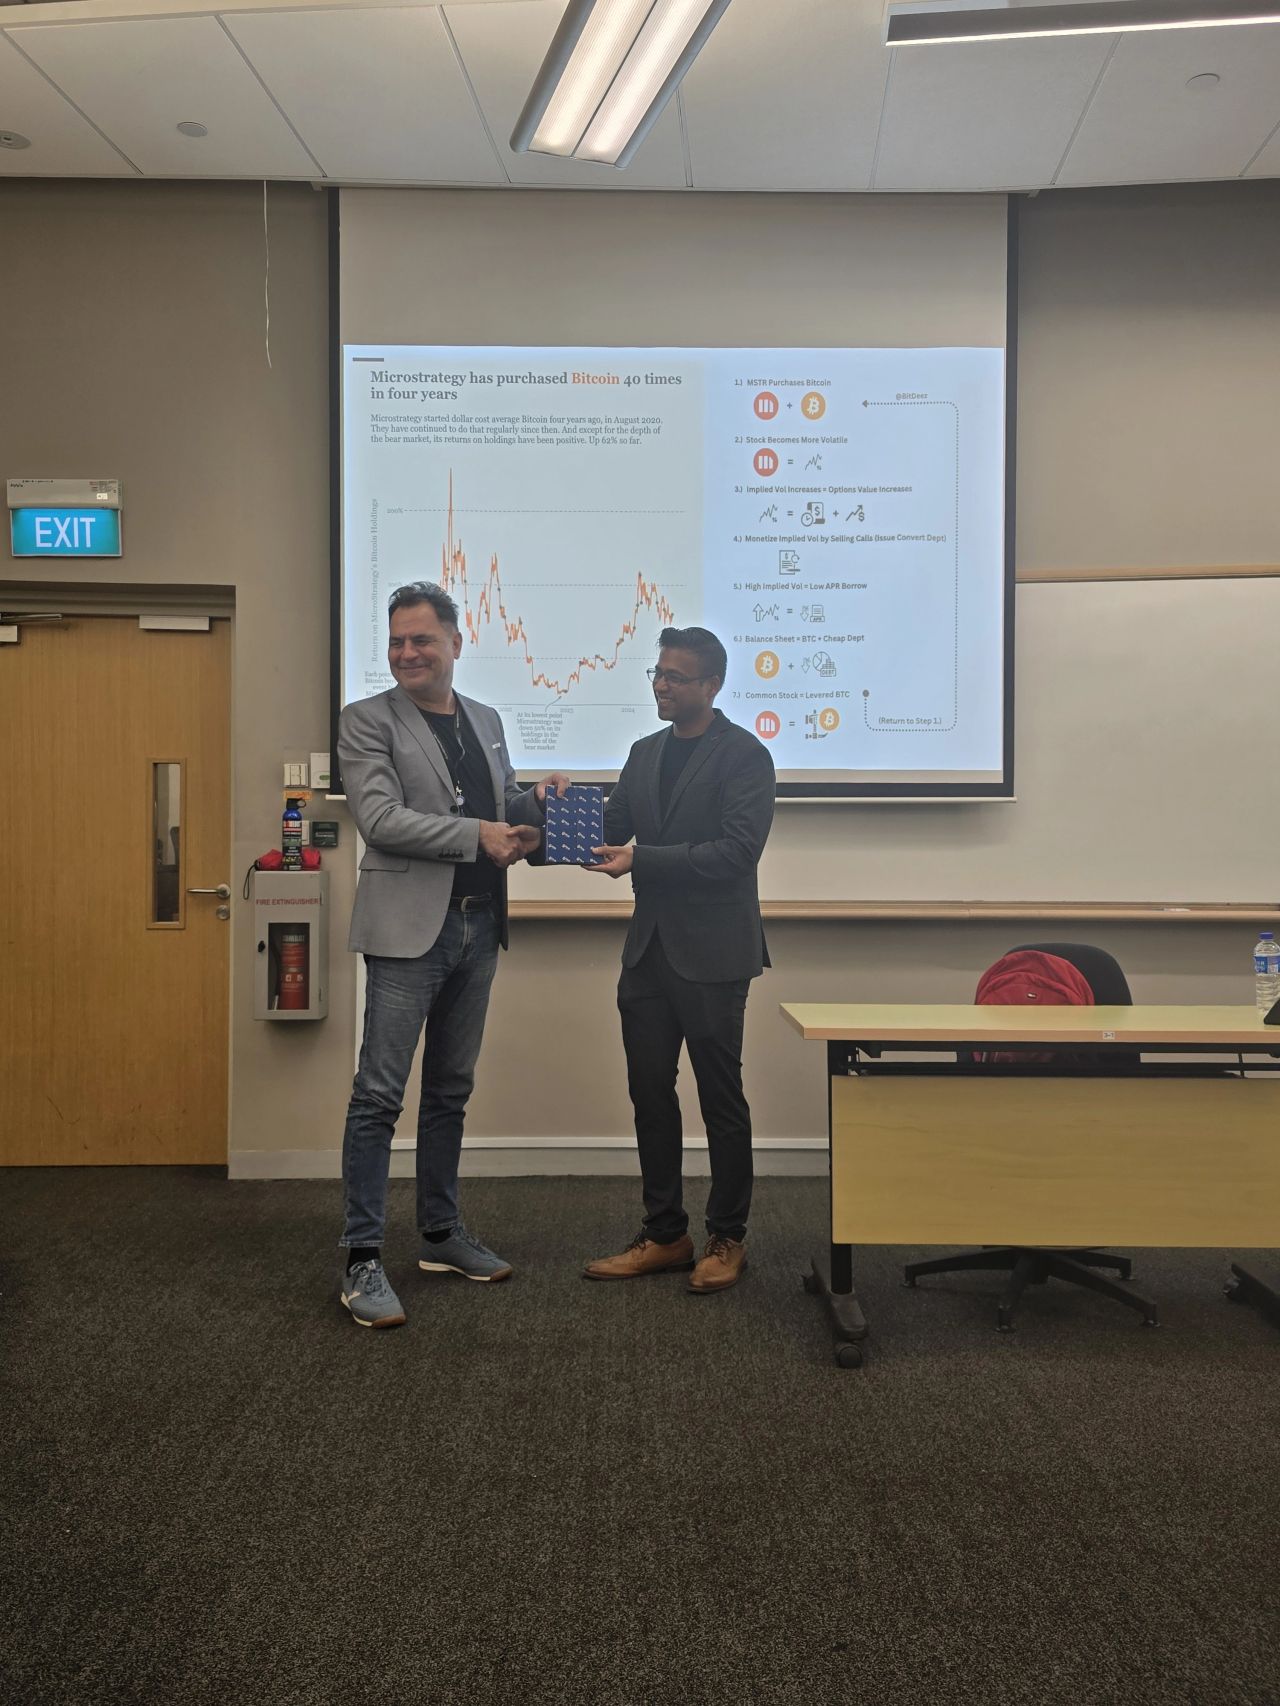 EXIT
Microstrategy has purchased Bitcoin 40 times
in four years
Microstrategy started dollar cost average Bitcoin four years ago, in August 2020.
They have continued to do that regularly since then. And except for the depth of
the bear market, its returns on holdings have been positive. Up 62% so far.
Return on MicroStrategy's Bitcoin Holdings
200%
2023
2024
At its lowest point
Microstrategy was
down 50% on its
holdings in the
middle of the
bear market
1.) MSTR Purchases Bitcoin
@BitDeez
2.) Stock Becomes More Volatile
3.) Implied Vol Increases = Options Value Increases
4.) Monetize Implied Vol by Selling Calls (Issue Convert Dept)
5.) High Implied Vol = Low APR Borrow
6.) Balance Sheet = BTC + Cheap Dept
DEBT
7.) Common Stock = Levered BTC
(Return to Step 1.)
FIRE EXTINGUISHER